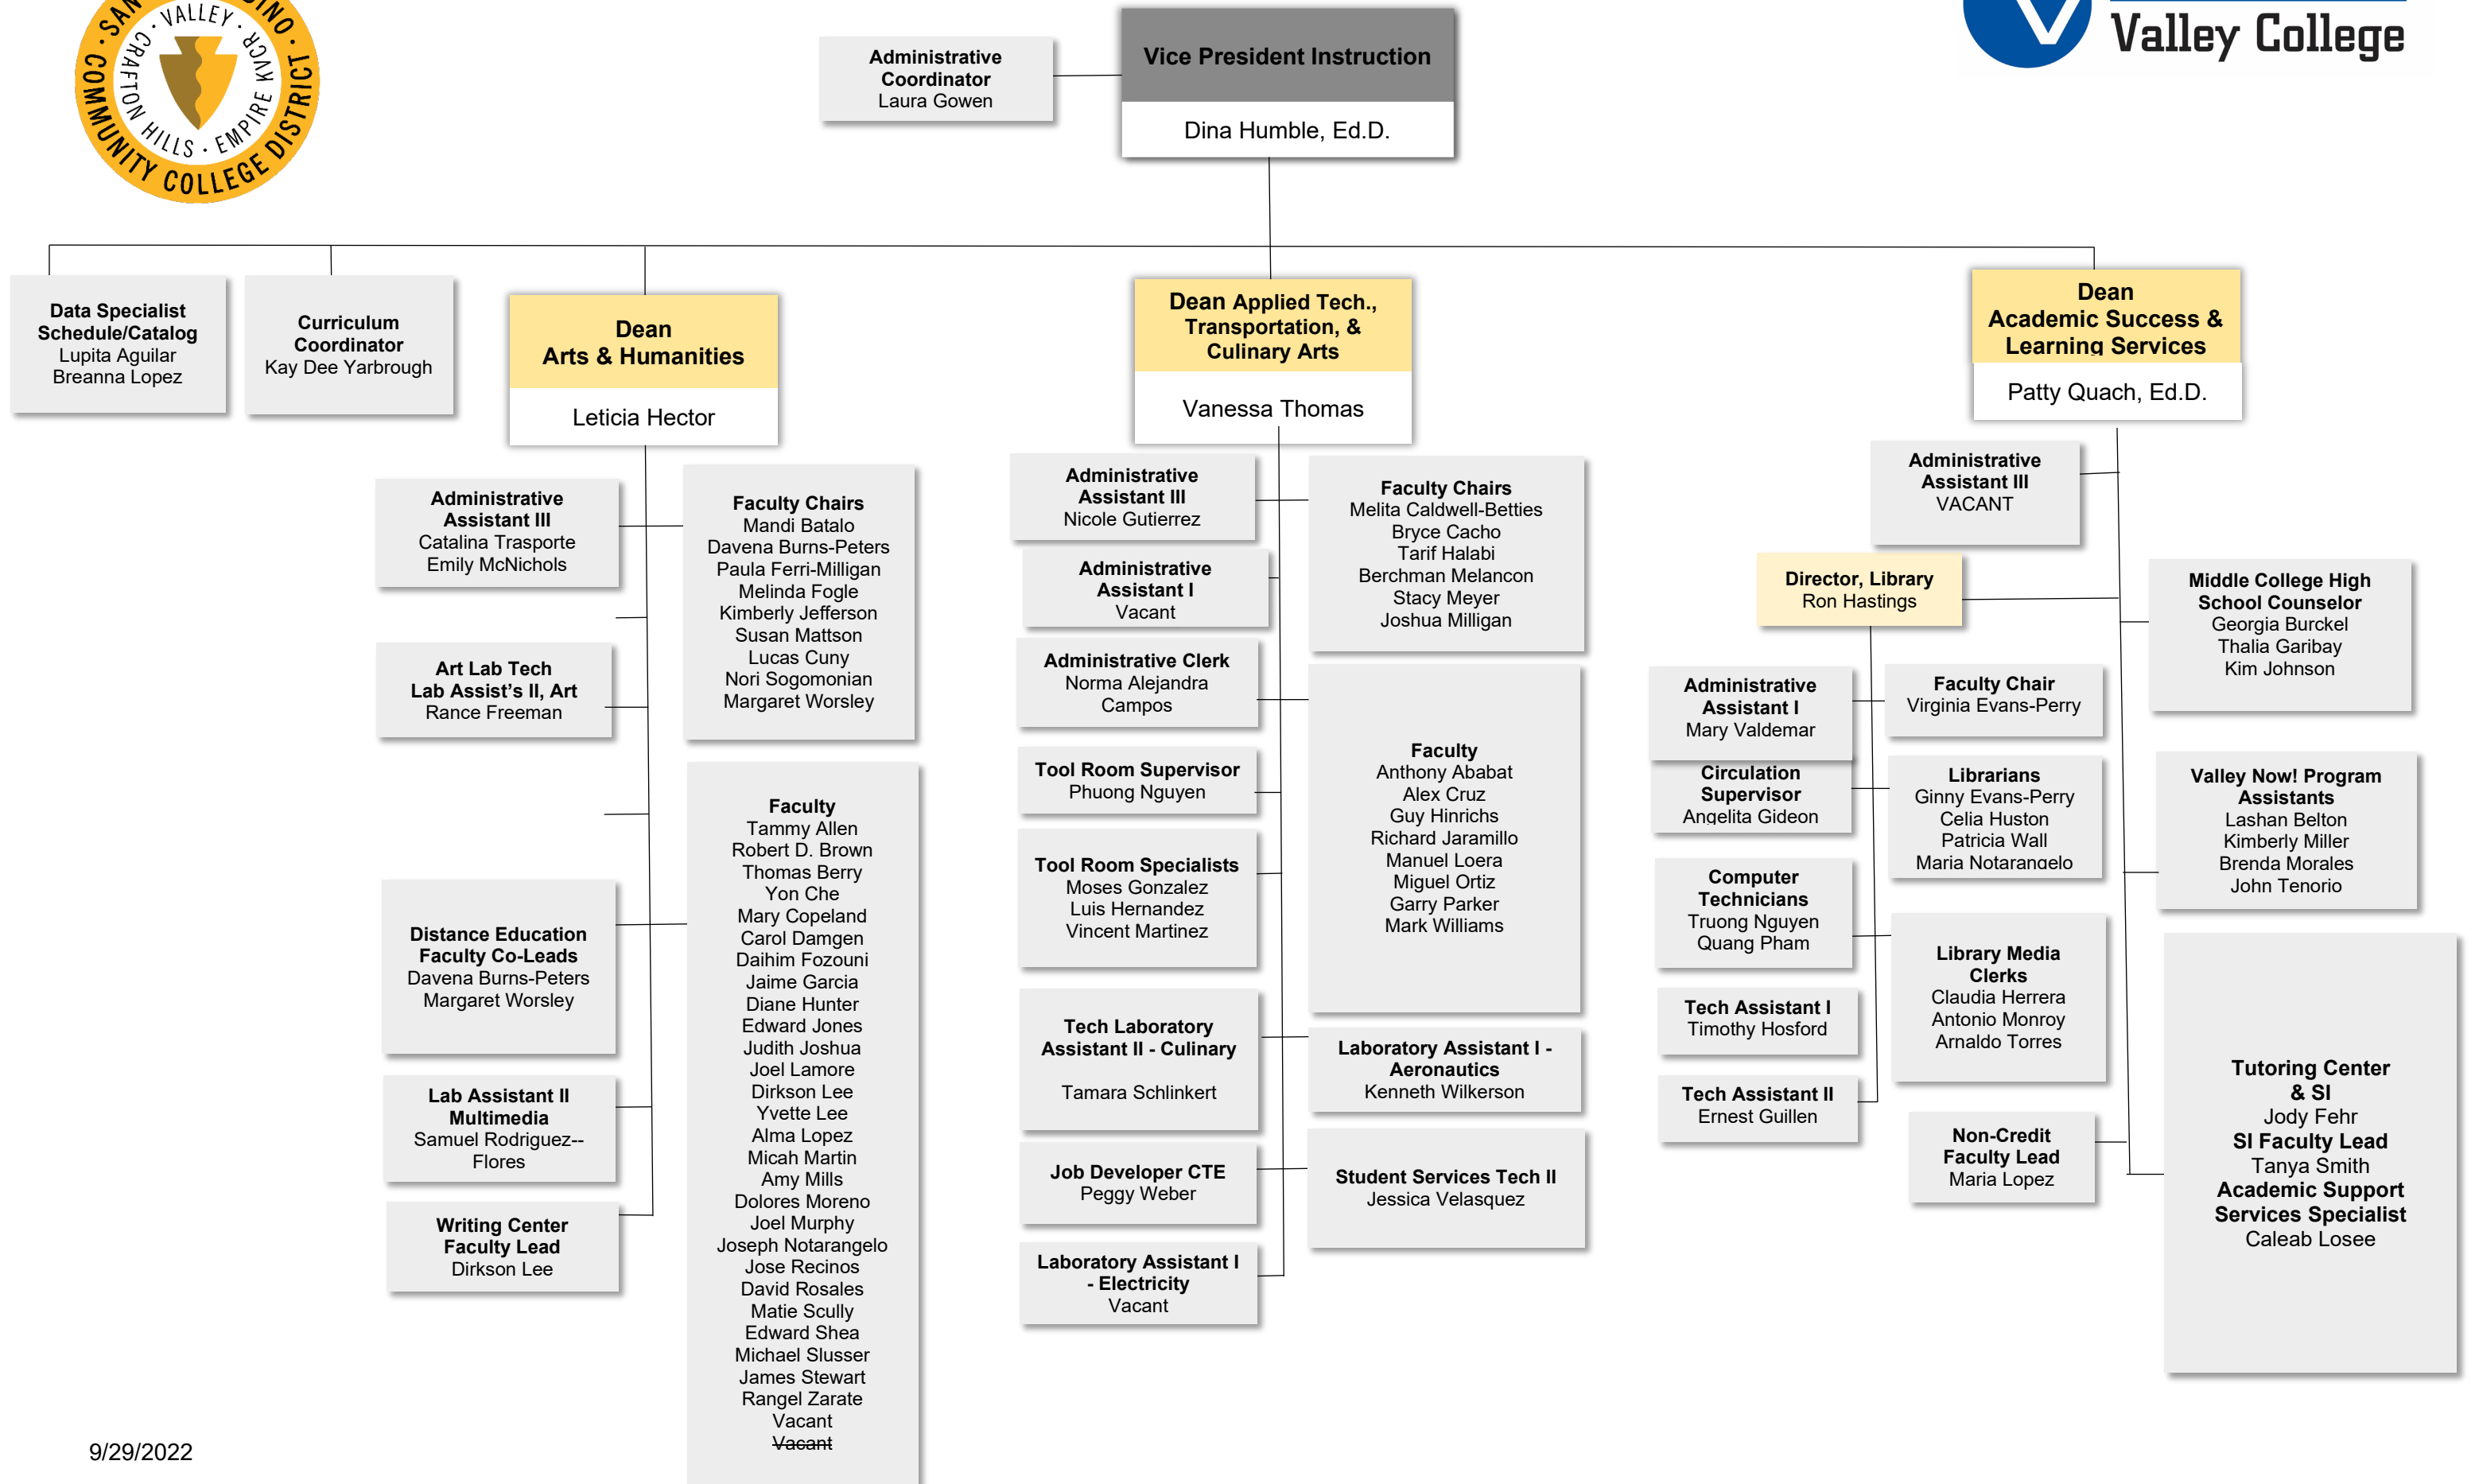 VALLEY · KVCR
CRAFTON HILLS · EMPIRE
COMMUNITY COLLEGE DISTRICT
Valley College
Administrative
Coordinator
Laura Gowen
Vice President Instruction
Dina Humble, Ed.D.
Data Specialist
Schedule/Catalog
Lupita Aguilar
Breanna Lopez
Curriculum
Coordinator
Kay Dee Yarbrough
Dean
Arts & Humanities
Leticia Hector
Administrative
Assistant III
Catalina Trasporte
Emily McNichols
Art Lab Tech
Lab Assist’s II, Art
Rance Freeman
Distance Education
Faculty Co-Leads
Davena Burns-Peters
Margaret Worsley
Lab Assistant II
Multimedia
Samuel Rodriguez--
Flores
Writing Center
Faculty Lead
Dirkson Lee
Faculty Chairs
Mandi Batalo
Davena Burns-Peters
Paula Ferri-Milligan
Melinda Fogle
Kimberly Jefferson
Susan Mattson
Lucas Cuny
Nori Sogomonian
Margaret Worsley
Faculty
Tammy Allen
Robert D. Brown
Thomas Berry
Yon Che
Mary Copeland
Carol Damgen
Daihim Fozouni
Jaime Garcia
Diane Hunter
Edward Jones
Judith Joshua
Joel Lamore
Dirkson Lee
Yvette Lee
Alma Lopez
Micah Martin
Amy Mills
Dolores Moreno
Joel Murphy
Joseph Notarangelo
Jose Recinos
David Rosales
Matie Scully
Edward Shea
Michael Slusser
James Stewart
Rangel Zarate
Vacant
Vacant
Dean Applied Tech.,
Transportation, &
Culinary Arts
Vanessa Thomas
Administrative
Assistant III
Nicole Gutierrez
Administrative
Assistant I
Vacant
Administrative Clerk
Norma Alejandra
Campos
Tool Room Supervisor
Phuong Nguyen
Tool Room Specialists
Moses Gonzalez
Luis Hernandez
Vincent Martinez
Tech Laboratory
Assistant II - Culinary
Tamara Schlinkert
Job Developer CTE
Peggy Weber
Laboratory Assistant I
- Electricity
Vacant
Faculty Chairs
Melita Caldwell-Betties
Bryce Cacho
Tarif Halabi
Berchman Melancon
Stacy Meyer
Joshua Milligan
Faculty
Anthony Ababat
Alex Cruz
Guy Hinrichs
Richard Jaramillo
Manuel Loera
Miguel Ortiz
Garry Parker
Mark Williams
Laboratory Assistant I -
Aeronautics
Kenneth Wilkerson
Student Services Tech II
Jessica Velasquez
Dean
Academic Success &
Learning Services
Patty Quach, Ed.D.
Administrative
Assistant III
VACANT
Director, Library
Ron Hastings
Administrative
Assistant I
Mary Valdemar
Circulation
Supervisor
Angelita Gideon
Computer
Technicians
Truong Nguyen
Quang Pham
Tech Assistant I
Timothy Hosford
Tech Assistant II
Ernest Guillen
Faculty Chair
Virginia Evans-Perry
Librarians
Ginny Evans-Perry
Celia Huston
Patricia Wall
Maria Notarangelo
Library Media
Clerks
Claudia Herrera
Antonio Monroy
Arnaldo Torres
Non-Credit
Faculty Lead
Maria Lopez
Middle College High
School Counselor
Georgia Burckel
Thalia Garibay
Kim Johnson
Valley Now! Program
Assistants
Lashan Belton
Kimberly Miller
Brenda Morales
John Tenorio
Tutoring Center
& SI
Jody Fehr
SI Faculty Lead
Tanya Smith
Academic Support
Services Specialist
Caleab Losee
9/29/2022